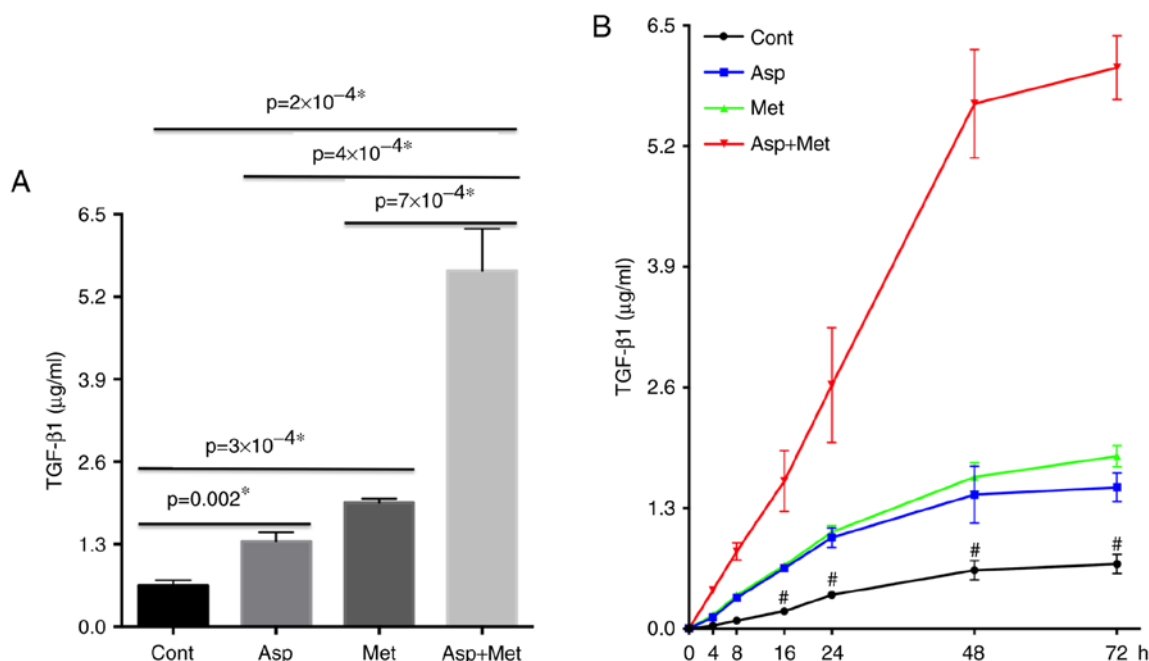 A
p=2×10⁻⁴*
p=4×10⁻⁴*
p=7×10⁻⁴*
p=3×10⁻⁴*
p=0.002*
TGF-β1 (μg/ml)
6.5
5.2
3.9
2.6
1.3
0.0
Cont Asp Met Asp+Met
B
Cont
Asp
Met
Asp+Met
TGF-β1 (μg/ml)
6.5
5.2
3.9
2.6
1.3
0.0
# # # #
0 4 8 16 24 48 72 h